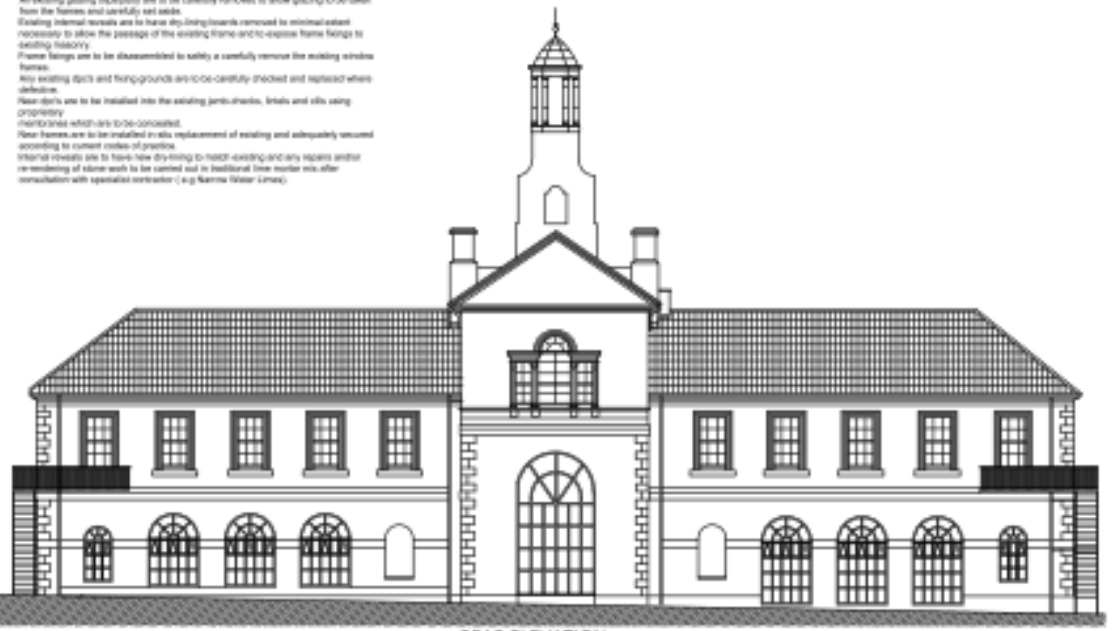 from the frames and carefully set aside.
Existing internal reveals are to have dry-lining boards removed to minimal extent
necessary to allow the passage of the existing frame and to expose frame fixings to
existing masonry.
Frame fixings are to be disassembled to safely a carefully remove the existing window
frames.
Any existing dpc's and fixing grounds are to be carefully checked and replaced where
defective.
New dpc's are to be installed into the existing jamb-checks, lintels and cills using
proprietary
membranes which are to be concealed.
New frames are to be installed in-situ replacement of existing and adequately secured
according to current codes of practice.
Internal reveals are to have new dry-lining to match existing and any repairs and/or
re-rendering of stone-work to be carried out in traditional lime mortar mix after
consultation with specialist contractor ( e.g Narrow Water Limes).